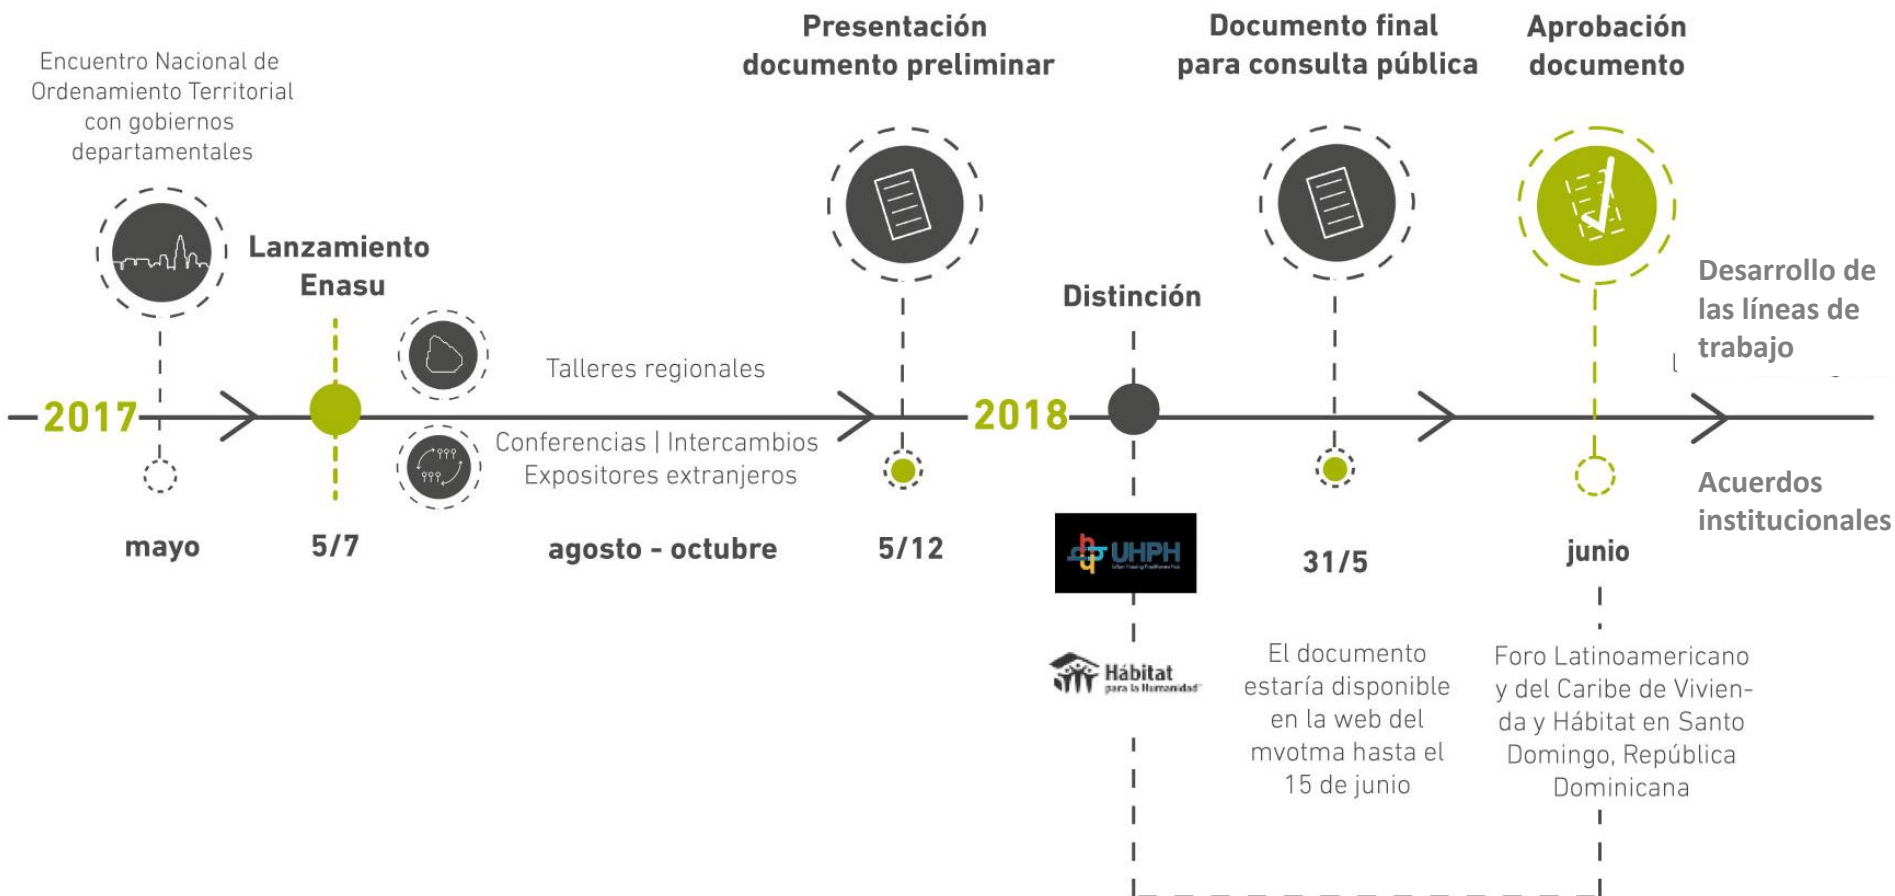 Encuentro Nacional de
Ordenamiento Territorial
con gobiernos
departamentales
Lanzamiento
Enasu
Presentación
documento preliminar
Documento final
para consulta pública
Aprobación
documento
Distinción
Desarrollo de
las líneas de
trabajo
Talleres regionales
2017
2018
Conferencias | Intercambios
Expositores extranjeros
Acuerdos
institucionales
mayo
5/7
agosto - octubre
5/12
UHPH
31/5
junio
Hábitat
para la Humanidad
El documento
estaría disponible
en la web del
mvotma hasta el
15 de junio
Foro Latinoamericano
y del Caribe de Vivien-
da y Hábitat en Santo
Domingo, República
Dominicana